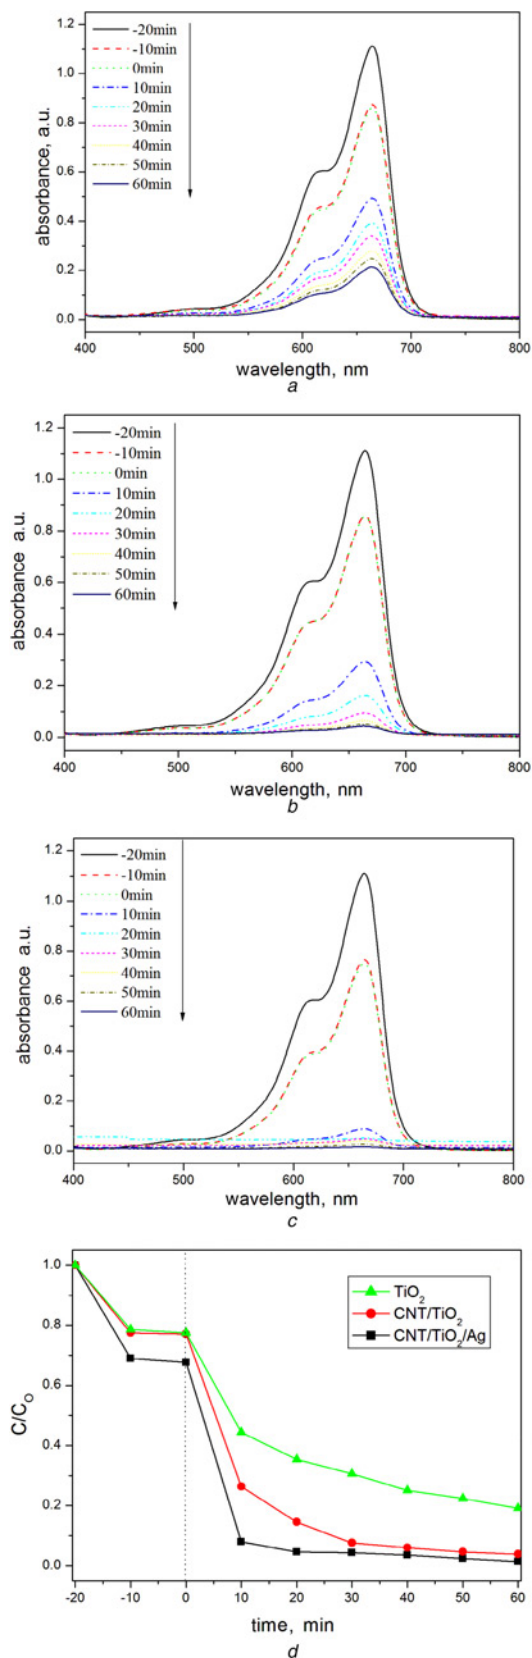 1.2
1.0
0.8
0.6
0.4
0.2
0.0
absorbance, a.u.
-20min
-10min
0min
10min
20min
30min
40min
50min
60min
400 500 600 700 800
wavelength, nm
a
1.2
1.0
0.8
0.6
0.4
0.2
0.0
absorbance a.u.
-20min
-10min
0min
10min
20min
30min
40min
50min
60min
400 500 600 700 800
wavelength, nm
b
1.2
1.0
0.8
0.6
0.4
0.2
0.0
absorbance a.u.
-20min
-10min
0min
10min
20min
30min
40min
50min
60min
400 500 600 700 800
wavelength, nm
c
1.0
0.8
0.6
0.4
0.2
0.0
C/C₀
TiO₂
CNT/TiO₂
CNT/TiO₂/Ag
-20 -10 0 10 20 30 40 50 60
time, min
d